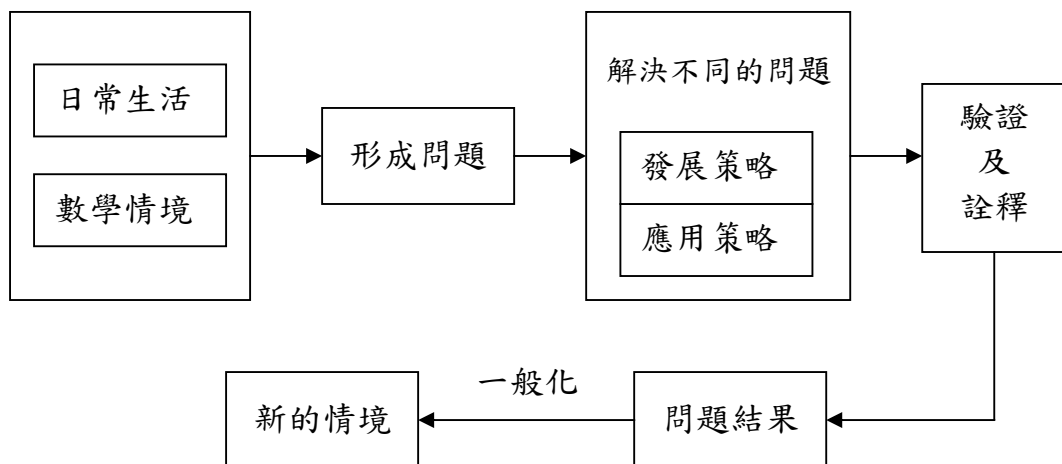 日常生活
數學情境
形成問題
解決不同的問題
發展策略
應用策略
驗證
及
詮釋
問題結果
一般化
新的情境